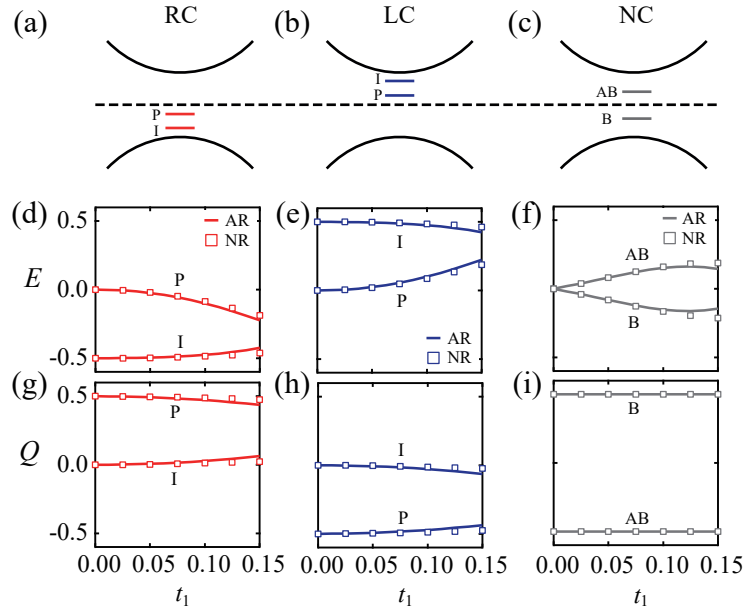 (a) RC (b) LC (c) NC
I
P
AB
P
I
B
(d) (e) (f)
0.5
0.0
-0.5
E
AR
NR
P
I
I
P
AR
NR
AR
NR
AB
B
(g) (h) (i)
0.5
0.0
-0.5
Q
P
I
I
P
B
AB
0.00 0.05 0.10 0.15 0.00 0.05 0.10 0.15 0.00 0.05 0.10 0.15
t1 t1 t1